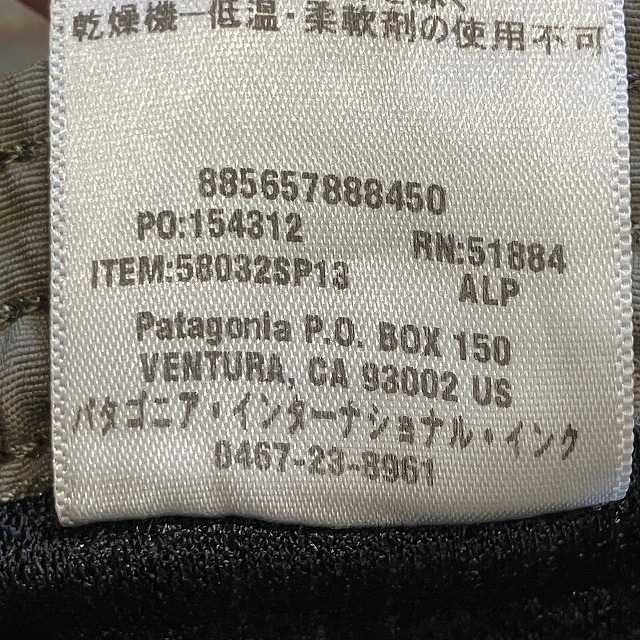 乾燥機ー低温・柔軟剤の使用不可
885657888450
PO:154312
RN:51884
ITEM:58032SP13
ALP
Patagonia P.O. BOX 150
VENTURA, CA 93002 US
パタゴニア・インターナショナル・インク
0467-23-8961